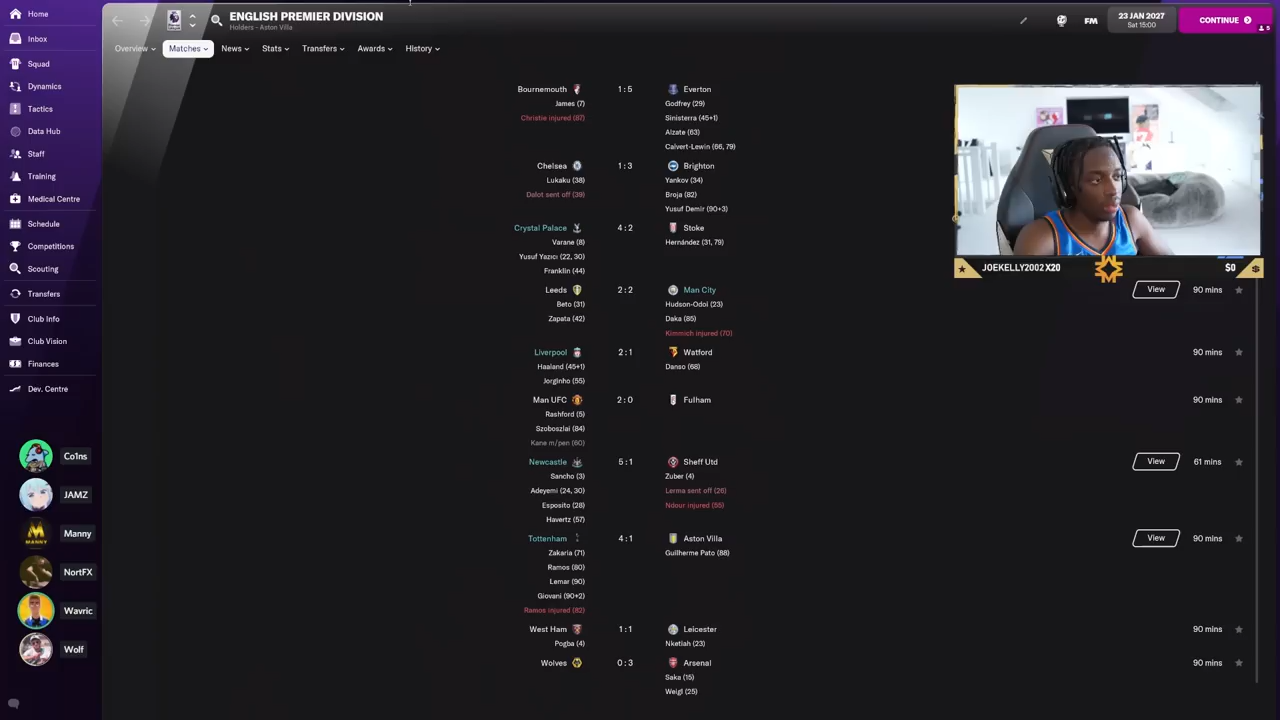 Home
ENGLISH PREMIER DIVISION
Holders - Aston Villa
FM
23 JAN 2027
Sat 15:00
CONTINUE
5
Inbox
Overview
Matches
News
Stats
Transfers
Awards
History
Squad
Dynamics
Tactics
Data Hub
Staff
Training
Medical Centre
Schedule
Competitions
Scouting
Transfers
Club Info
Club Vision
Finances
Dev. Centre
Co1ns
JAMZ
Manny
MANNY
NortFX
Wavric
Wolf
Bournemouth 1 : 5 Everton
James (7) Godfrey (29)
Christie injured (87) Sinisterra (45+1)
Alzate (63)
Calvert-Lewin (66, 79)
Chelsea 1 : 3 Brighton
Lukaku (38) Yankov (34)
Dalot sent off (39) Broja (82)
Yusuf Demir (90+3)
Crystal Palace 4 : 2 Stoke
Varane (8) Hernández (31, 79)
Yusuf Yazıcı (22, 30)
Franklin (44)
Leeds 2 : 2 Man City View 90 mins
Beto (31) Hudson-Odoi (23)
Zapata (42) Daka (85)
Kimmich injured (70)
Liverpool 2 : 1 Watford 90 mins
Haaland (45+1) Danso (68)
Jorginho (55)
Man UFC 2 : 0 Fulham 90 mins
Rashford (5)
Szoboszlai (84)
Kane m/pen (60)
Newcastle 5 : 1 Sheff Utd View 61 mins
Sancho (3) Zuber (4)
Adeyemi (24, 30) Lerma sent off (26)
Esposito (28) Ndour injured (55)
Havertz (57)
Tottenham 4 : 1 Aston Villa View 90 mins
Zakaria (71) Guilherme Pato (88)
Ramos (80)
Lemar (90)
Giovani (90+2)
Ramos injured (82)
West Ham 1 : 1 Leicester 90 mins
Pogba (4) Nketiah (23)
Wolves 0 : 3 Arsenal 90 mins
Saka (15)
Weigl (25)
JOEKELLY2002 X20 $0